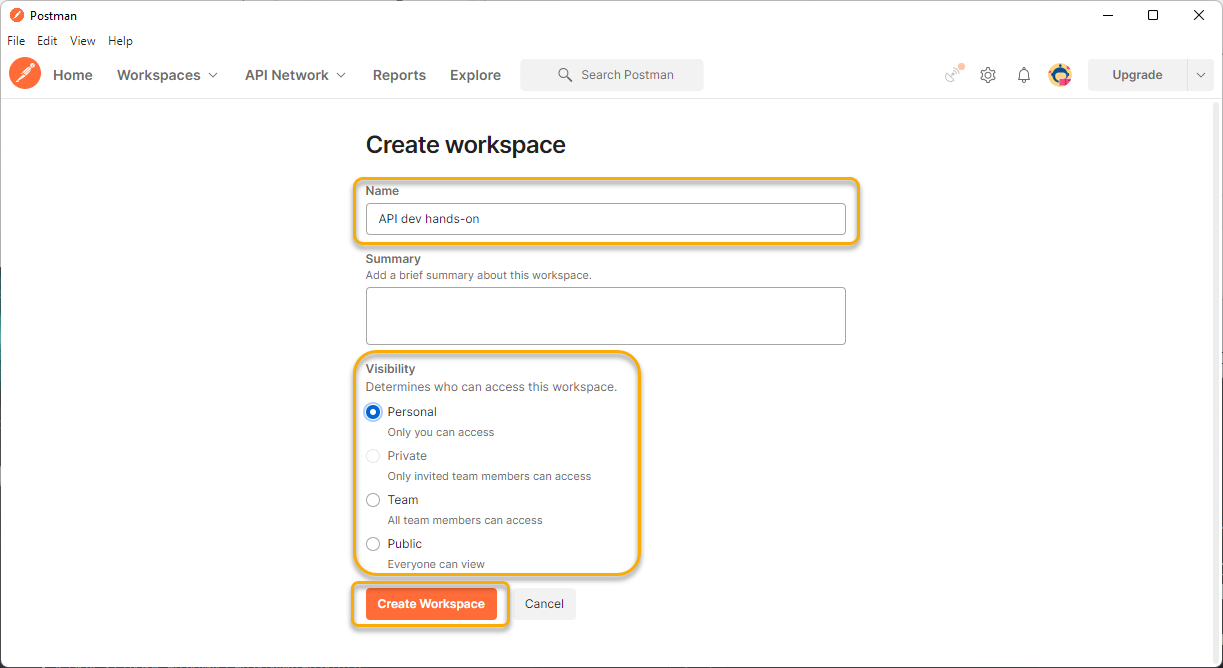 Postman
File Edit View Help
Home Workspaces API Network Reports Explore Search Postman Upgrade
Create workspace
Name
API dev hands-on
Summary
Add a brief summary about this workspace.
Visibility
Determines who can access this workspace.
Personal
Only you can access
Private
Only invited team members can access
Team
All team members can access
Public
Everyone can view
Create Workspace Cancel